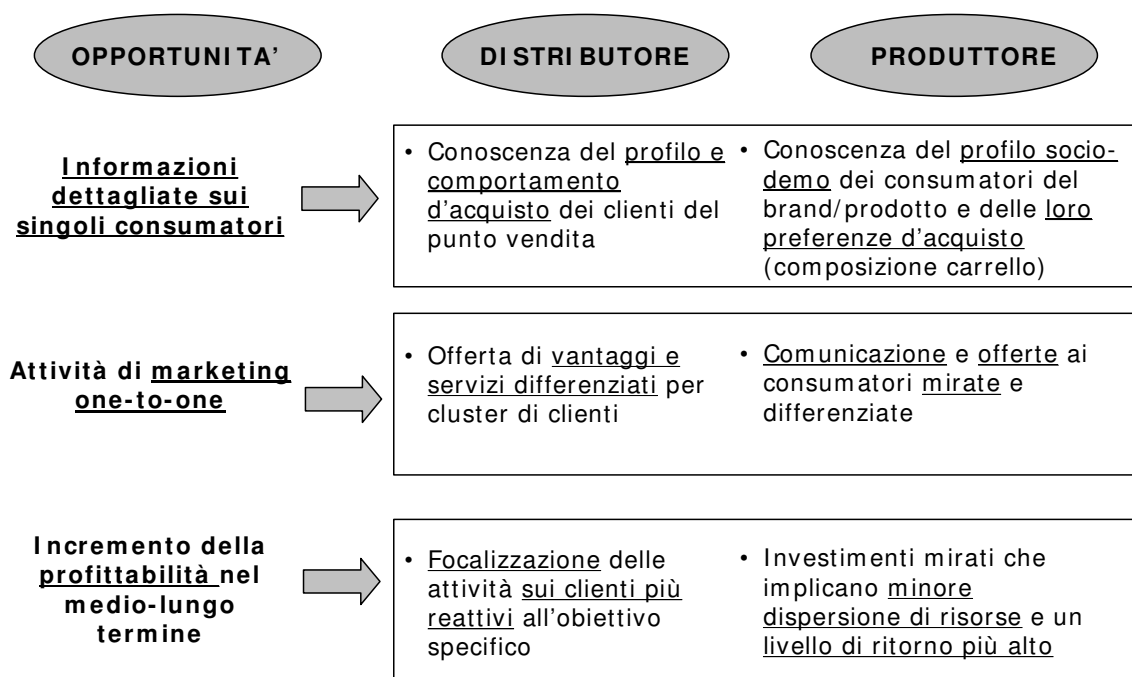 OPPORTUNITA'
DISTRIBUTORE
PRODUTTORE
Informazioni
dettagliate sui
singoli consumatori
• Conoscenza del profilo e
comportamento
d'acquisto dei clienti del
punto vendita
• Conoscenza del profilo socio-
demo dei consumatori del
brand/prodotto e delle loro
preferenze d'acquisto
(composizione carrello)
Attività di marketing
one-to-one
• Offerta di vantaggi e
servizi differenziati per
cluster di clienti
• Comunicazione e offerte ai
consumatori mirate e
differenziate
Incremento della
profittabilità nel
medio-lungo
termine
• Focalizzazione delle
attività sui clienti più
reattivi all'obiettivo
specifico
• Investimenti mirati che
implicano minore
dispersione di risorse e un
livello di ritorno più alto